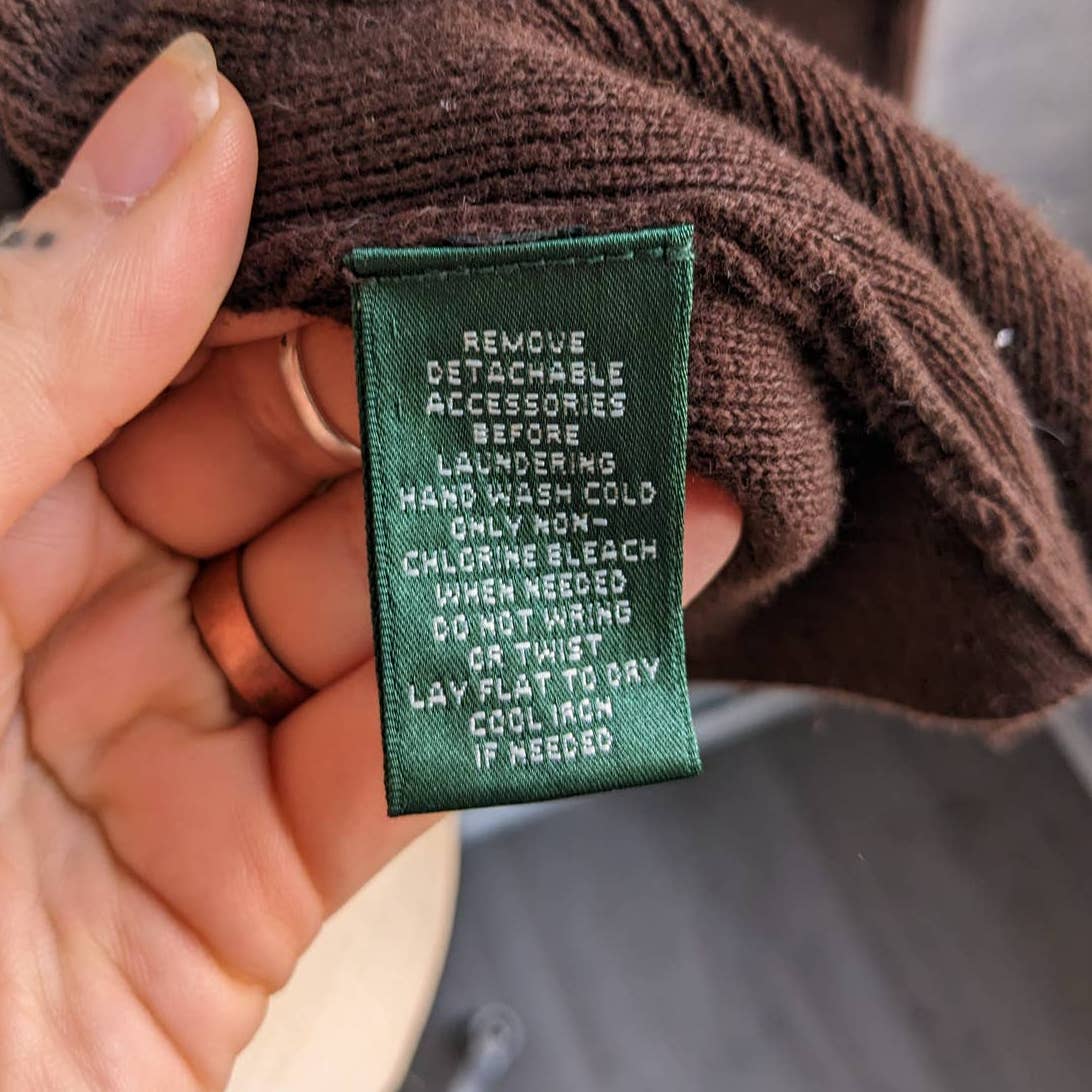 REMOVE
DETACHABLE
ACCESSORIES
BEFORE
LAUNDERING
HAND WASH COLD
ONLY NON-
CHLORINE BLEACH
WHEN NEEDED
DO NOT WRING
OR TWIST
LAY FLAT TO DRY
COOL IRON
IF NEEDED